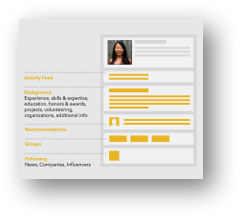 Activity Feed
Background
Experience, skills & expertise,
education, honors & awards,
projects, volunteering,
organizations, additional info
Recommendations
Groups
Following
News, Companies, Influencers